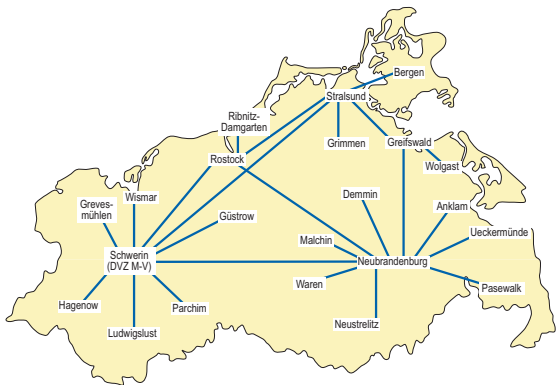 Bergen
Stralsund
Ribnitz-
Damgarten
Grimmen
Greifswald
Rostock
Wolgast
Demmin
Wismar
Greves-
mühlen
Anklam
Güstrow
Ueckermünde
Malchin
Schwerin
(DVZ M-V)
Neubrandenburg
Waren
Pasewalk
Hagenow
Parchim
Neustrelitz
Ludwigslust